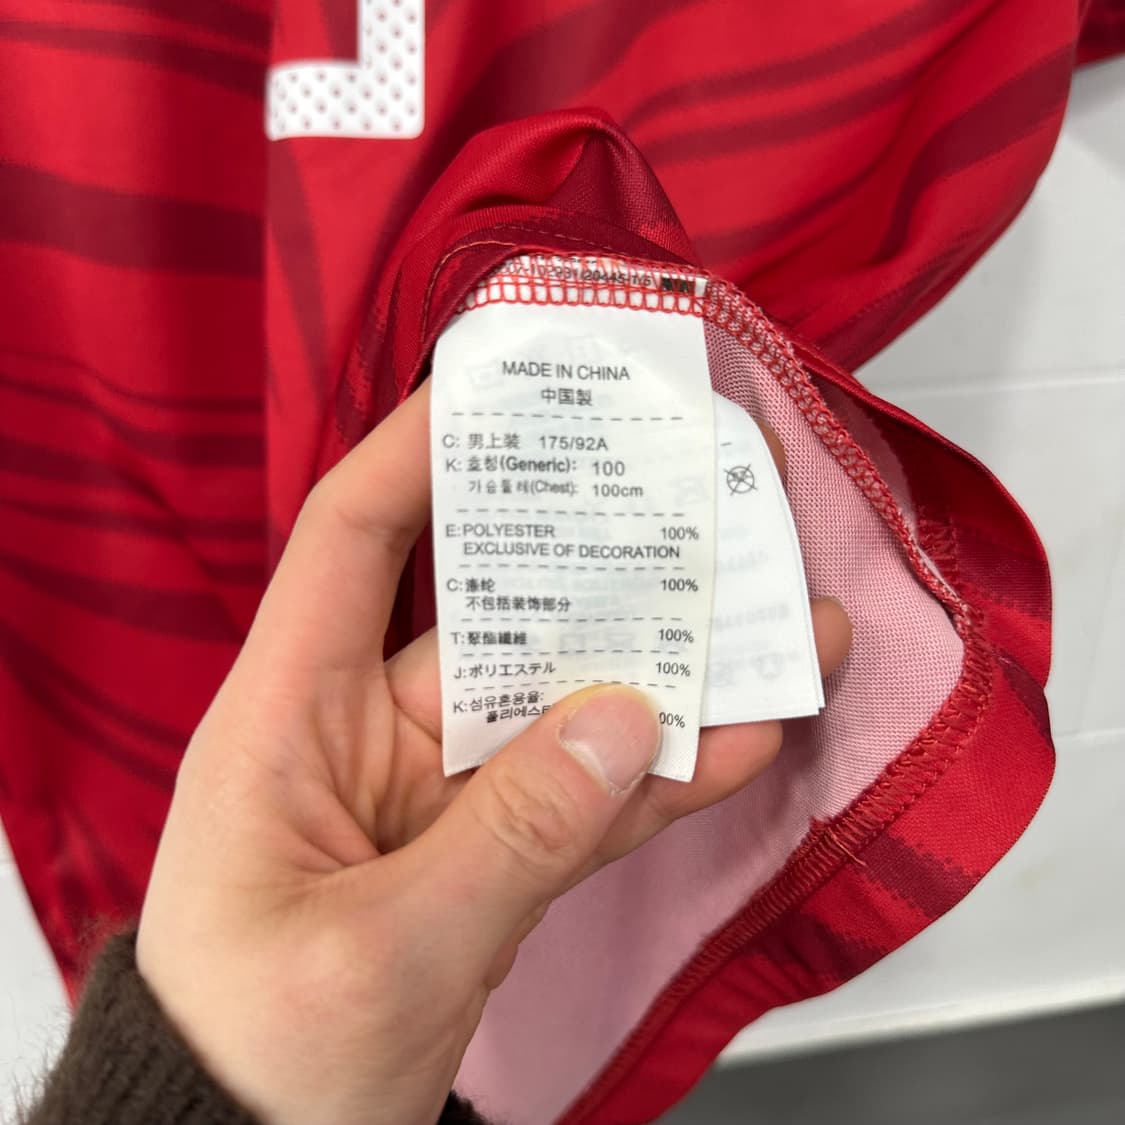 MADE IN CHINA
中国製
C: 男上装 175/92A
K: 호칭(Generic): 100
가슴둘레(Chest): 100cm
E: POLYESTER 100%
EXCLUSIVE OF DECORATION
C: 涤纶 100%
不包括装饰部分
T: 聚酯纖維 100%
J: ポリエステル 100%
K: 섬유혼용율: